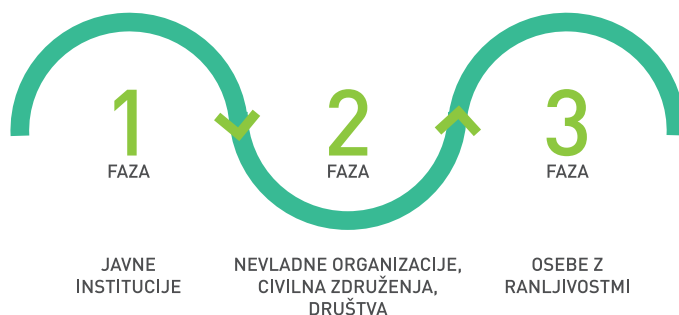 1
FAZA
JAVNE
INSTITUCIJE
2
FAZA
NEVLADNE ORGANIZACIJE,
CIVILNA ZDRUŽENJA,
DRUŠTVA
3
FAZA
OSEBE Z
RANLJIVOSTMI